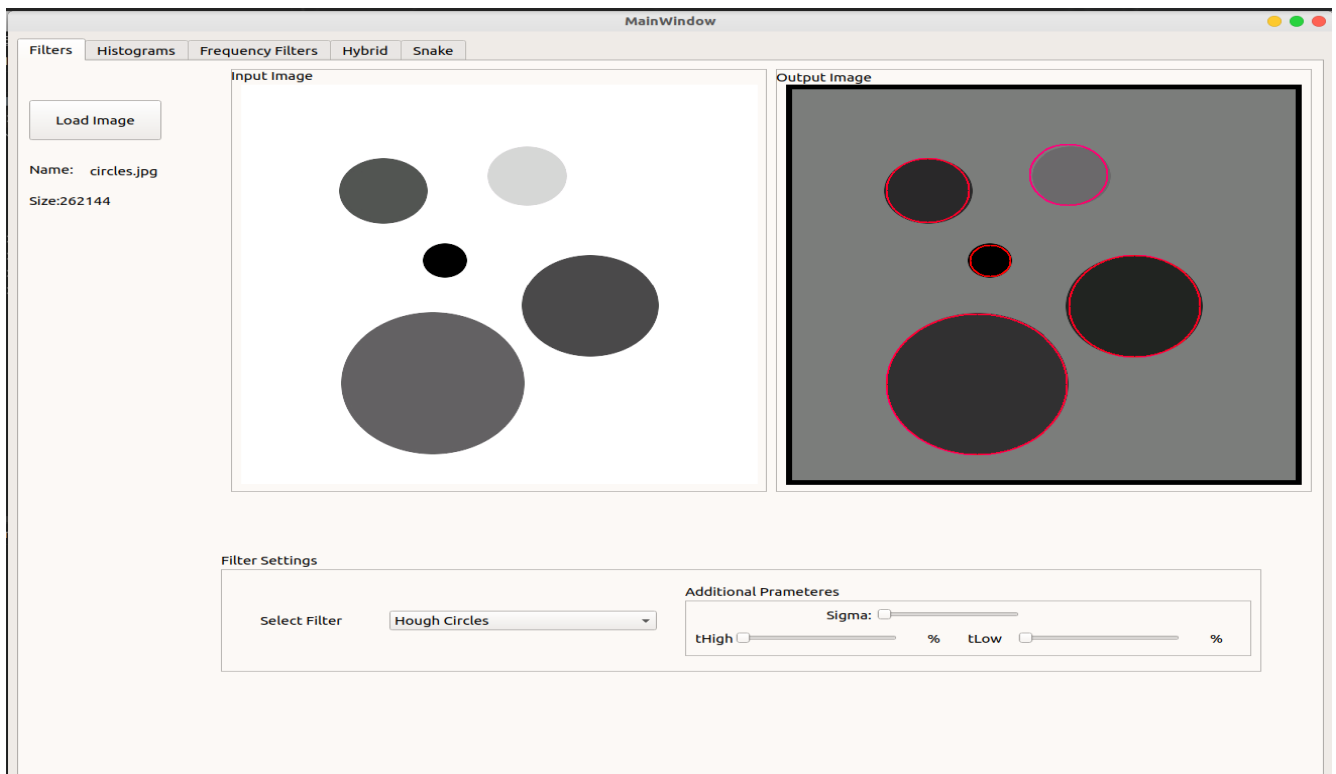 MainWindow
Filters Histograms Frequency Filters Hybrid Snake
Input Image
Output Image
Load Image
Name: circles.jpg
Size:262144
Filter Settings
Additional Prameteres
Select Filter Hough Circles
Sigma:
tHigh % tLow %